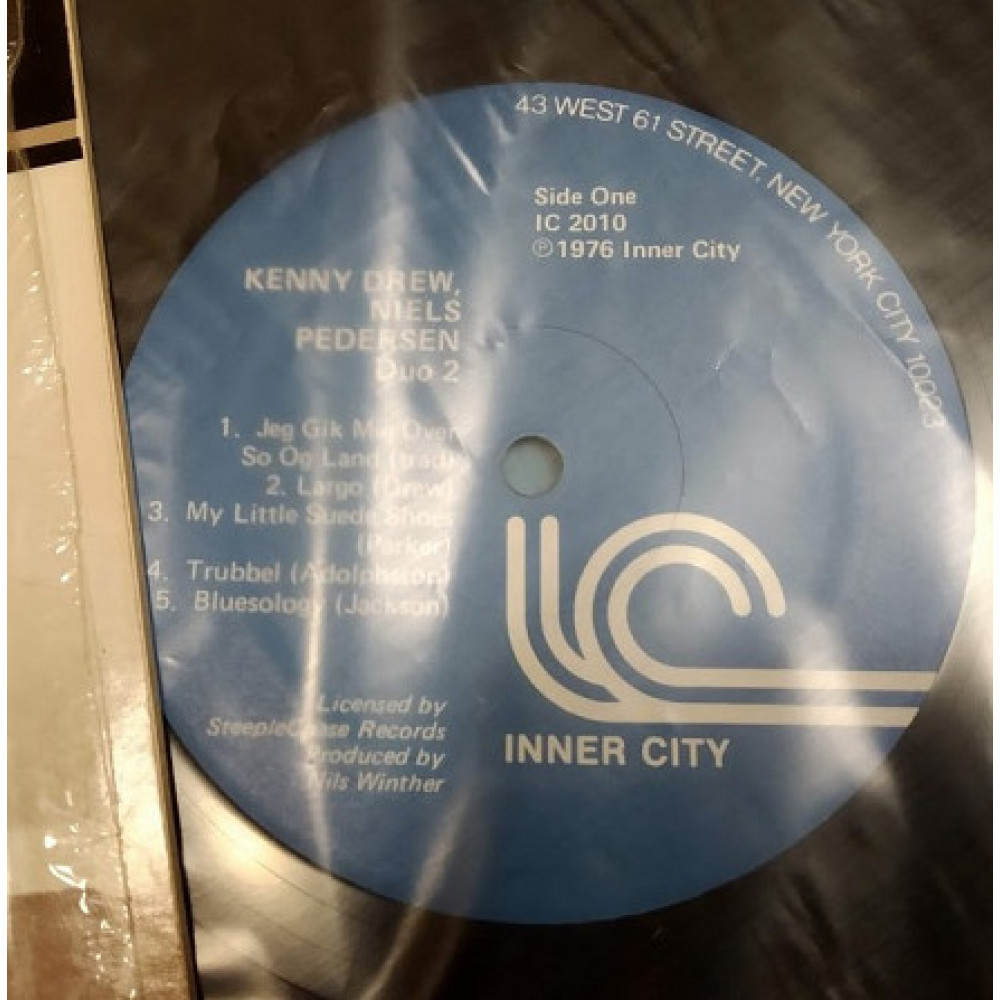 43 WEST 61 STREET, NEW YORK CITY 10023
Side One
IC 2010
℗1976 Inner City
KENNY DREW,
NIELS
PEDERSEN
Duo 2
1. Jeg Gik Mig Over
So Og Land (trad)
2. Largo (Drew)
3. My Little Suede Shoes
(Parker)
4. Trubbel (Adolphsson)
5. Bluesology (Jackson)
Licensed by
SteepleChase Records
Produced by
Nils Winther
IC
INNER CITY